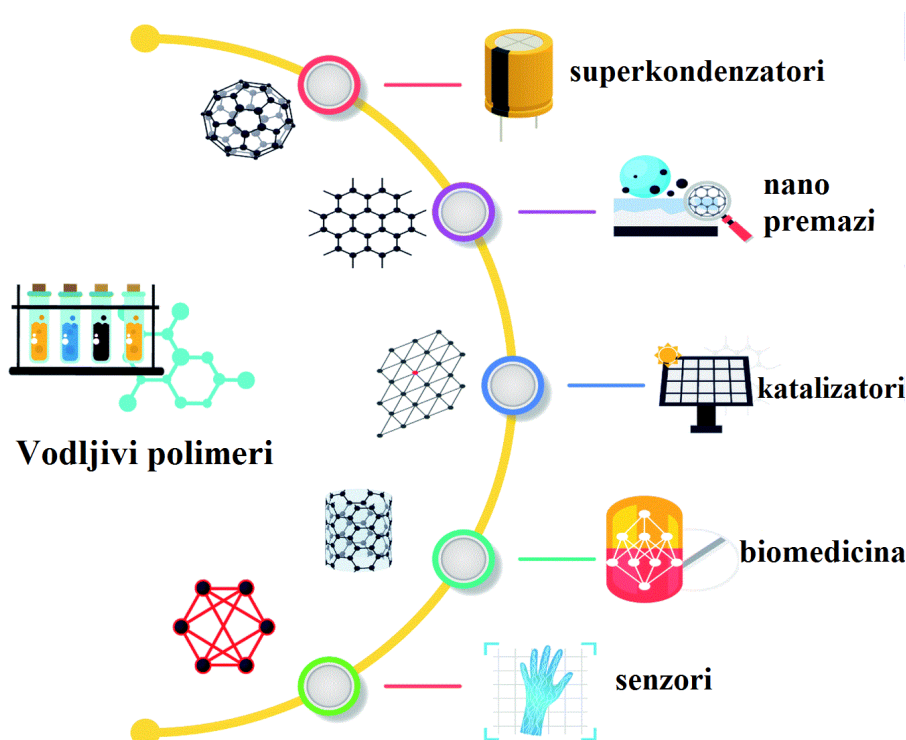 superkondenzatori
nano
premazi
katalizatori
Vodljivi polimeri
biomedicina
senzori